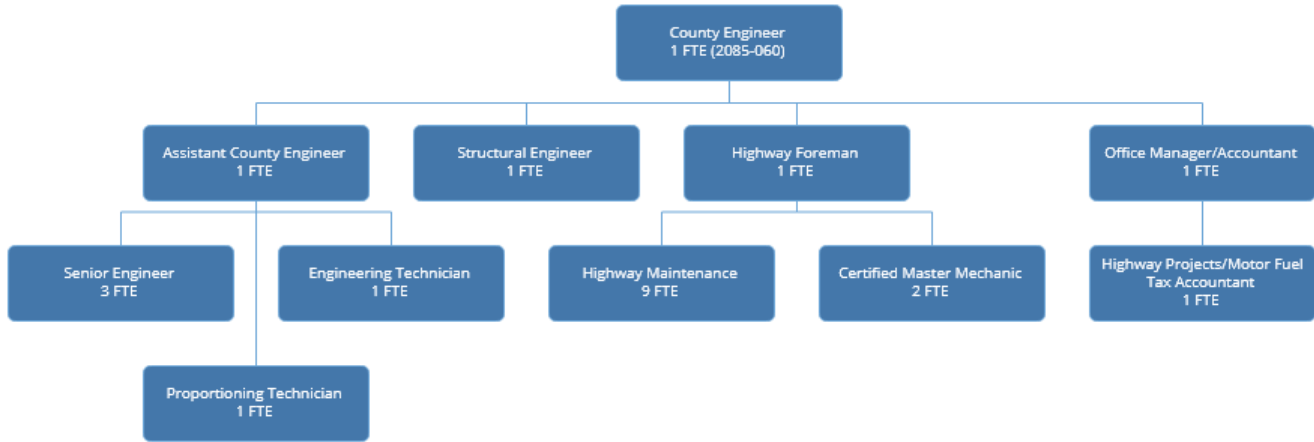 County Engineer
1 FTE (2085-060)
Assistant County Engineer
1 FTE
Structural Engineer
1 FTE
Highway Foreman
1 FTE
Office Manager/Accountant
1 FTE
Senior Engineer
3 FTE
Engineering Technician
1 FTE
Highway Maintenance
9 FTE
Certified Master Mechanic
2 FTE
Highway Projects/Motor Fuel
Tax Accountant
1 FTE
Proportioning Technician
1 FTE